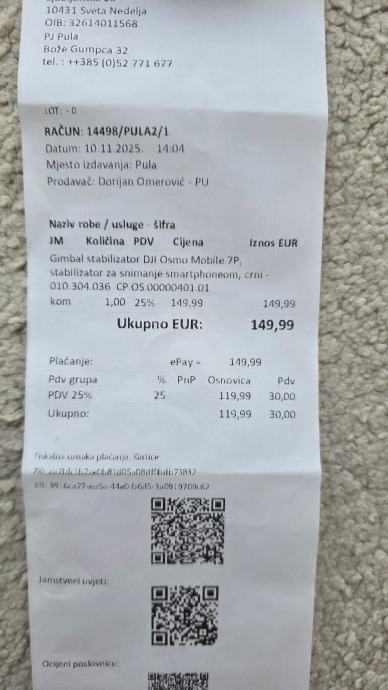 10431 Sveta Nedelja
OIB: 32614011568
PJ Pula
Bože Gumpca 32
tel. : ++385 (0)52 771 677
LOT: - 0
RAČUN: 14498/PULA2/1
Datum: 10.11.2025. 14:04
Mjesto izdavanja: Pula
Prodavač: Dorijan Omerović - PU
Naziv robe / usluge - šifra
JM Količina PDV Cijena Iznos EUR
Gimbal stabilizator DJI Osmo Mobile 7P,
stabilizator za snimanje smartphoneom, crni -
010.304.036 CP.OS.00000401.01
kom 1,00 25% 149,99 149,99
Ukupno EUR: 149,99
Plaćanje: ePay - 149,99
Pdv grupa % PnP Osnovica Pdv
PDV 25% 25 119,99 30,00
Ukupno: 119,99 30,00
Fiskalna oznaka plaćanja: Kartice
Jamstveni uvjeti:
Ocijeni poslovnicu: